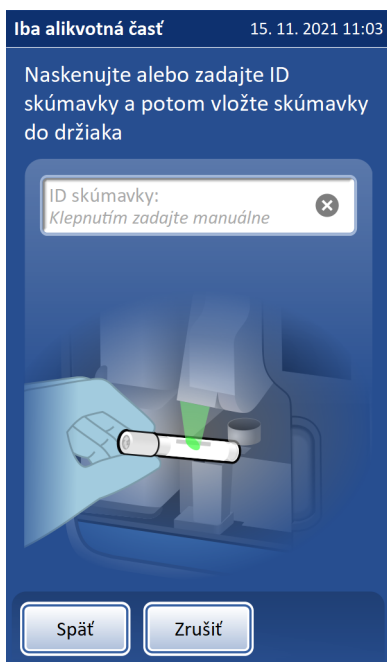 Iba alikvotná časť 15. 11. 2021 11:03
Naskenujte alebo zadajte ID
skúmavky a potom vložte skúmavky
do držiaka
ID skúmavky:
Klepnutím zadajte manuálne
Späť Zrušiť